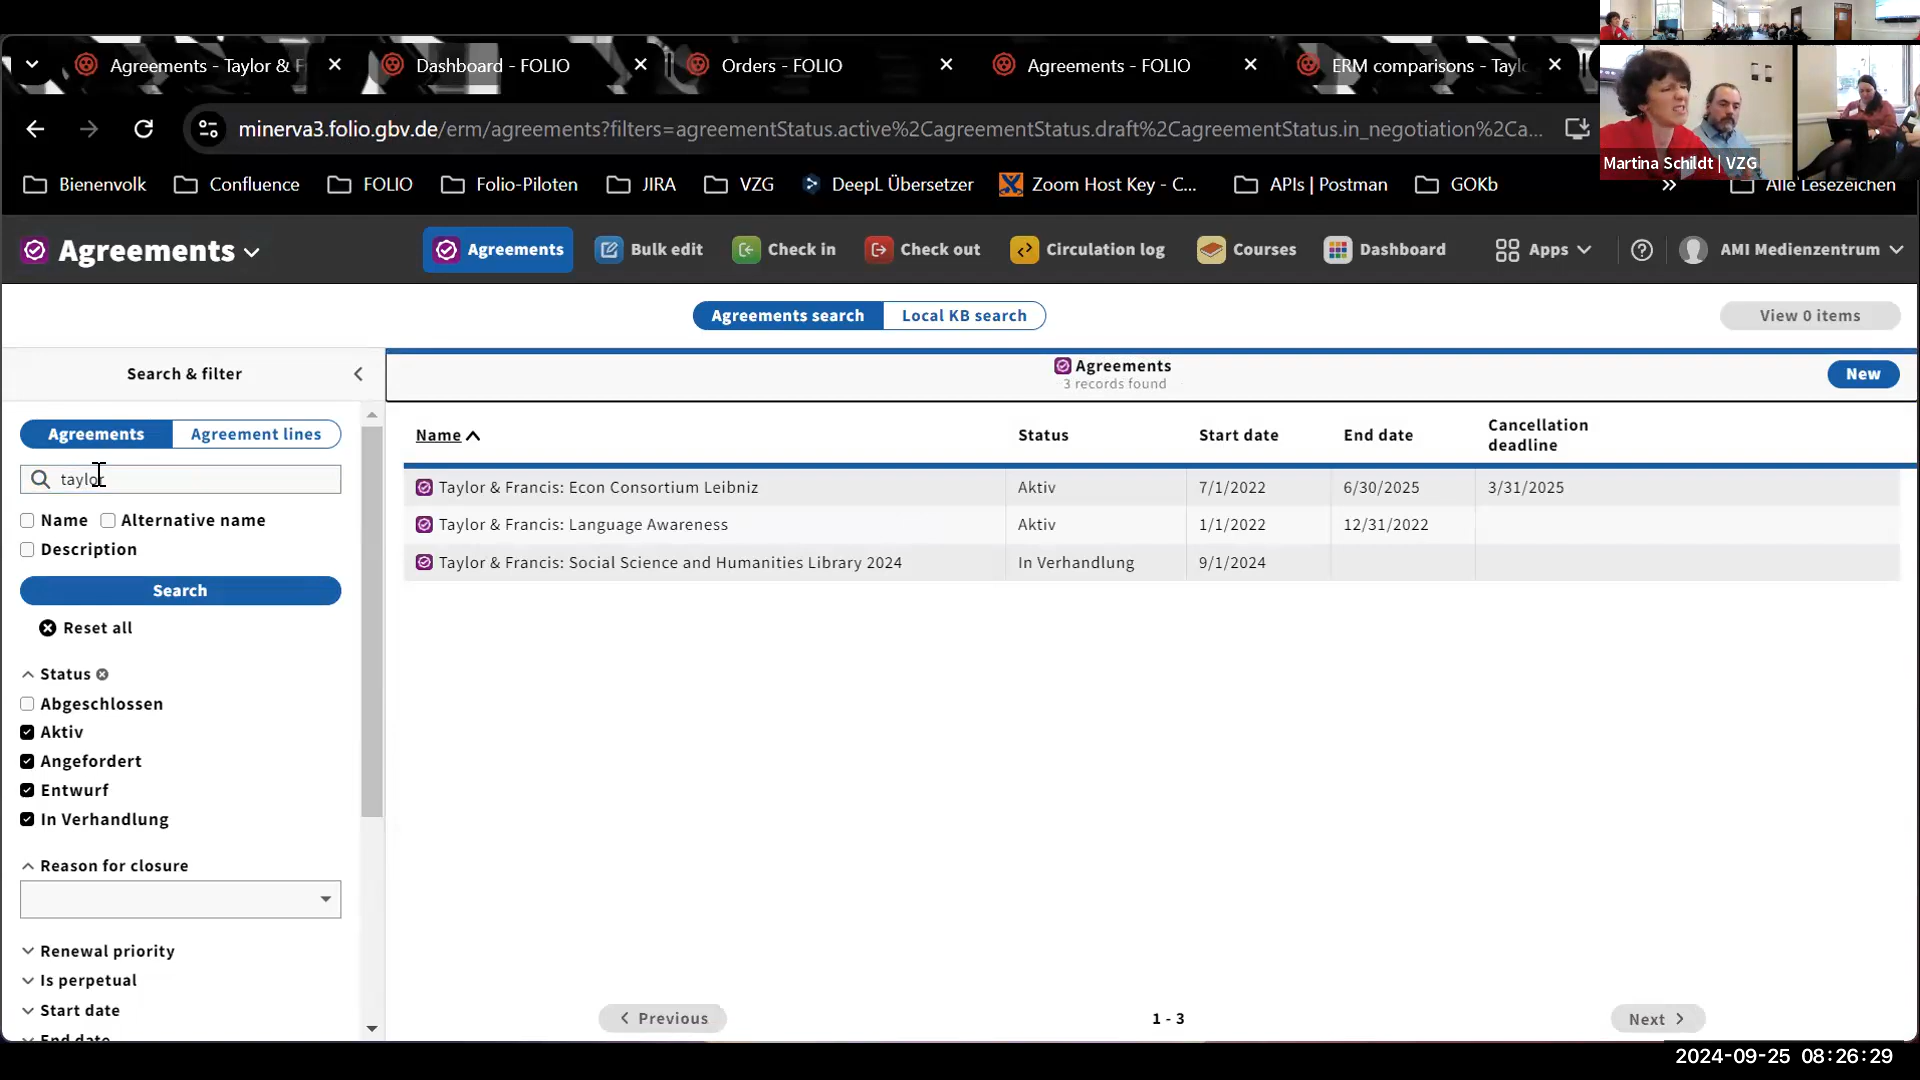 Agreements - Taylor & F
Dashboard - FOLIO
Orders - FOLIO
Agreements - FOLIO
ERM comparisons - Taylo
minerva3.folio.gbv.de/erm/agreements?filters=agreementStatus.active%2CagreementStatus.draft%2CagreementStatus.in_negotiation%2Ca...
Martina Schildt | VZG
Bienenvolk
Confluence
FOLIO
Folio-Piloten
JIRA
VZG
DeepL Übersetzer
Zoom Host Key - C...
APIs | Postman
GOKb
»
Alle Lesezeichen
Agreements
Agreements
Bulk edit
Check in
Check out
Circulation log
Courses
Dashboard
Apps
AMI Medienzentrum
Agreements search
Local KB search
View 0 items
Search & filter
Agreements
3 records found
New
Agreements
Agreement lines
taylor
Name
Alternative name
Description
Search
Reset all
Status
Abgeschlossen
Aktiv
Angefordert
Entwurf
In Verhandlung
Reason for closure
Renewal priority
Is perpetual
Start date
End date
Name Status Start date End date Cancellation
deadline
Taylor & Francis: Econ Consortium Leibniz Aktiv 7/1/2022 6/30/2025 3/31/2025
Taylor & Francis: Language Awareness Aktiv 1/1/2022 12/31/2022
Taylor & Francis: Social Science and Humanities Library 2024 In Verhandlung 9/1/2024
Previous
1 - 3
Next
2024-09-25 08:26:29